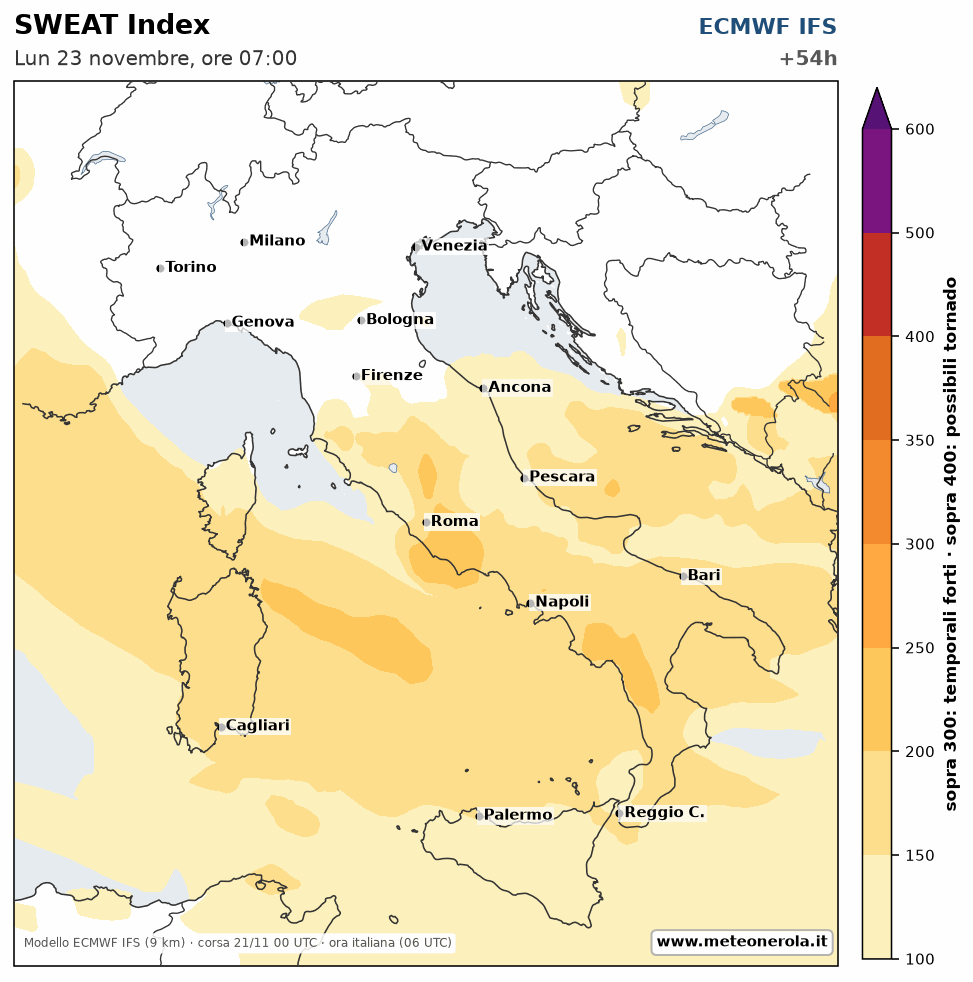 SWEAT Index
ECMWF IFS
Lun 23 novembre, ore 07:00
+54h
Milano
Venezia
Torino
Genova
Bologna
Firenze
Ancona
Pescara
Roma
Bari
Napoli
Cagliari
Palermo
Reggio C.
600
500
400
350
300
250
200
150
100
sopra 300: temporali forti · sopra 400: possibili tornado
Modello ECMWF IFS (9 km) · corsa 21/11 00 UTC · ora italiana (06 UTC)
www.meteonerola.it